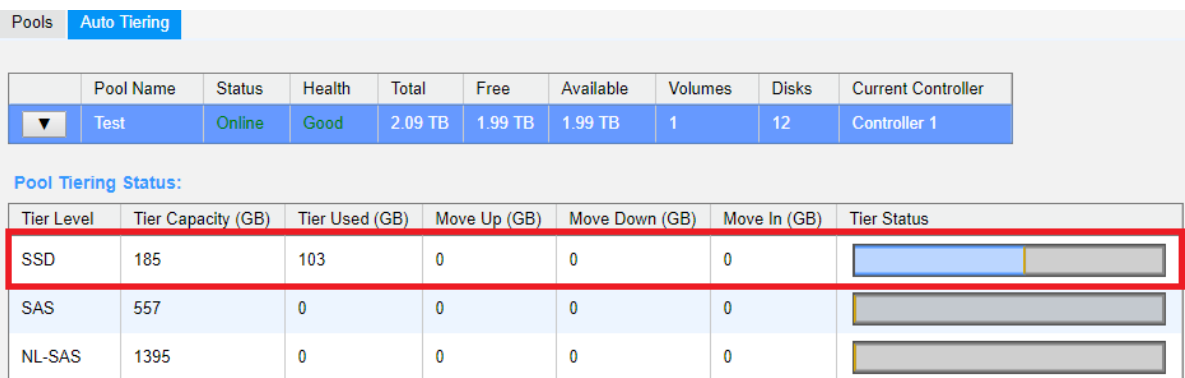 Pools Auto Tiering
Pool Name Status Health Total Free Available Volumes Disks Current Controller
▼ Test Online Good 2.09 TB 1.99 TB 1.99 TB 1 12 Controller 1
Pool Tiering Status:
Tier Level Tier Capacity (GB) Tier Used (GB) Move Up (GB) Move Down (GB) Move In (GB) Tier Status
SSD 185 103 0 0 0
SAS 557 0 0 0 0
NL-SAS 1395 0 0 0 0